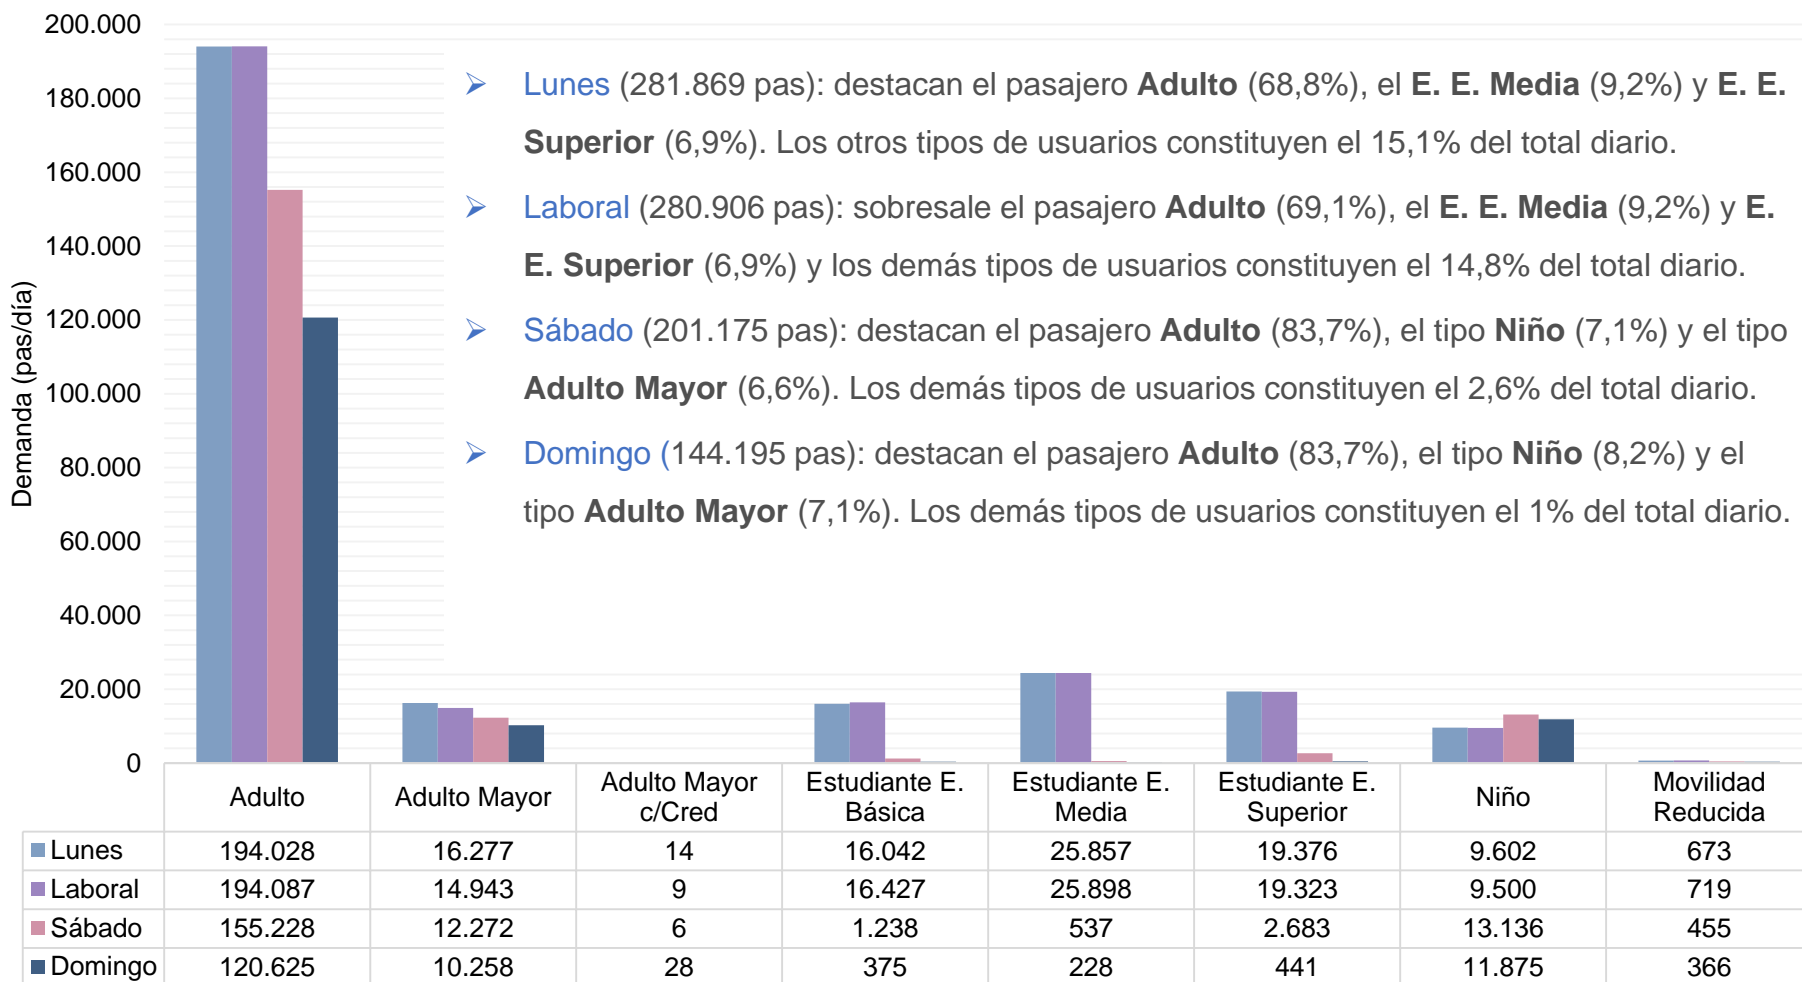 200.000
180.000
160.000
140.000
120.000
100.000
80.000
60.000
40.000
20.000
0
Demanda (pas/día)
➢ Lunes (281.869 pas): destacan el pasajero Adulto (68,8%), el E. E. Media (9,2%) y E. E.
Superior (6,9%). Los otros tipos de usuarios constituyen el 15,1% del total diario.
➢ Laboral (280.906 pas): sobresale el pasajero Adulto (69,1%), el E. E. Media (9,2%) y E.
E. Superior (6,9%) y los demás tipos de usuarios constituyen el 14,8% del total diario.
➢ Sábado (201.175 pas): destacan el pasajero Adulto (83,7%), el tipo Niño (7,1%) y el tipo
Adulto Mayor (6,6%). Los demás tipos de usuarios constituyen el 2,6% del total diario.
➢ Domingo (144.195 pas): destacan el pasajero Adulto (83,7%), el tipo Niño (8,2%) y el
tipo Adulto Mayor (7,1%). Los demás tipos de usuarios constituyen el 1% del total diario.
Adulto
Adulto Mayor
Adulto Mayor
c/Cred
Estudiante E.
Básica
Estudiante E.
Media
Estudiante E.
Superior
Niño
Movilidad
Reducida
Lunes 194.028 16.277 14 16.042 25.857 19.376 9.602 673
Laboral 194.087 14.943 9 16.427 25.898 19.323 9.500 719
Sábado 155.228 12.272 6 1.238 537 2.683 13.136 455
Domingo 120.625 10.258 28 375 228 441 11.875 366